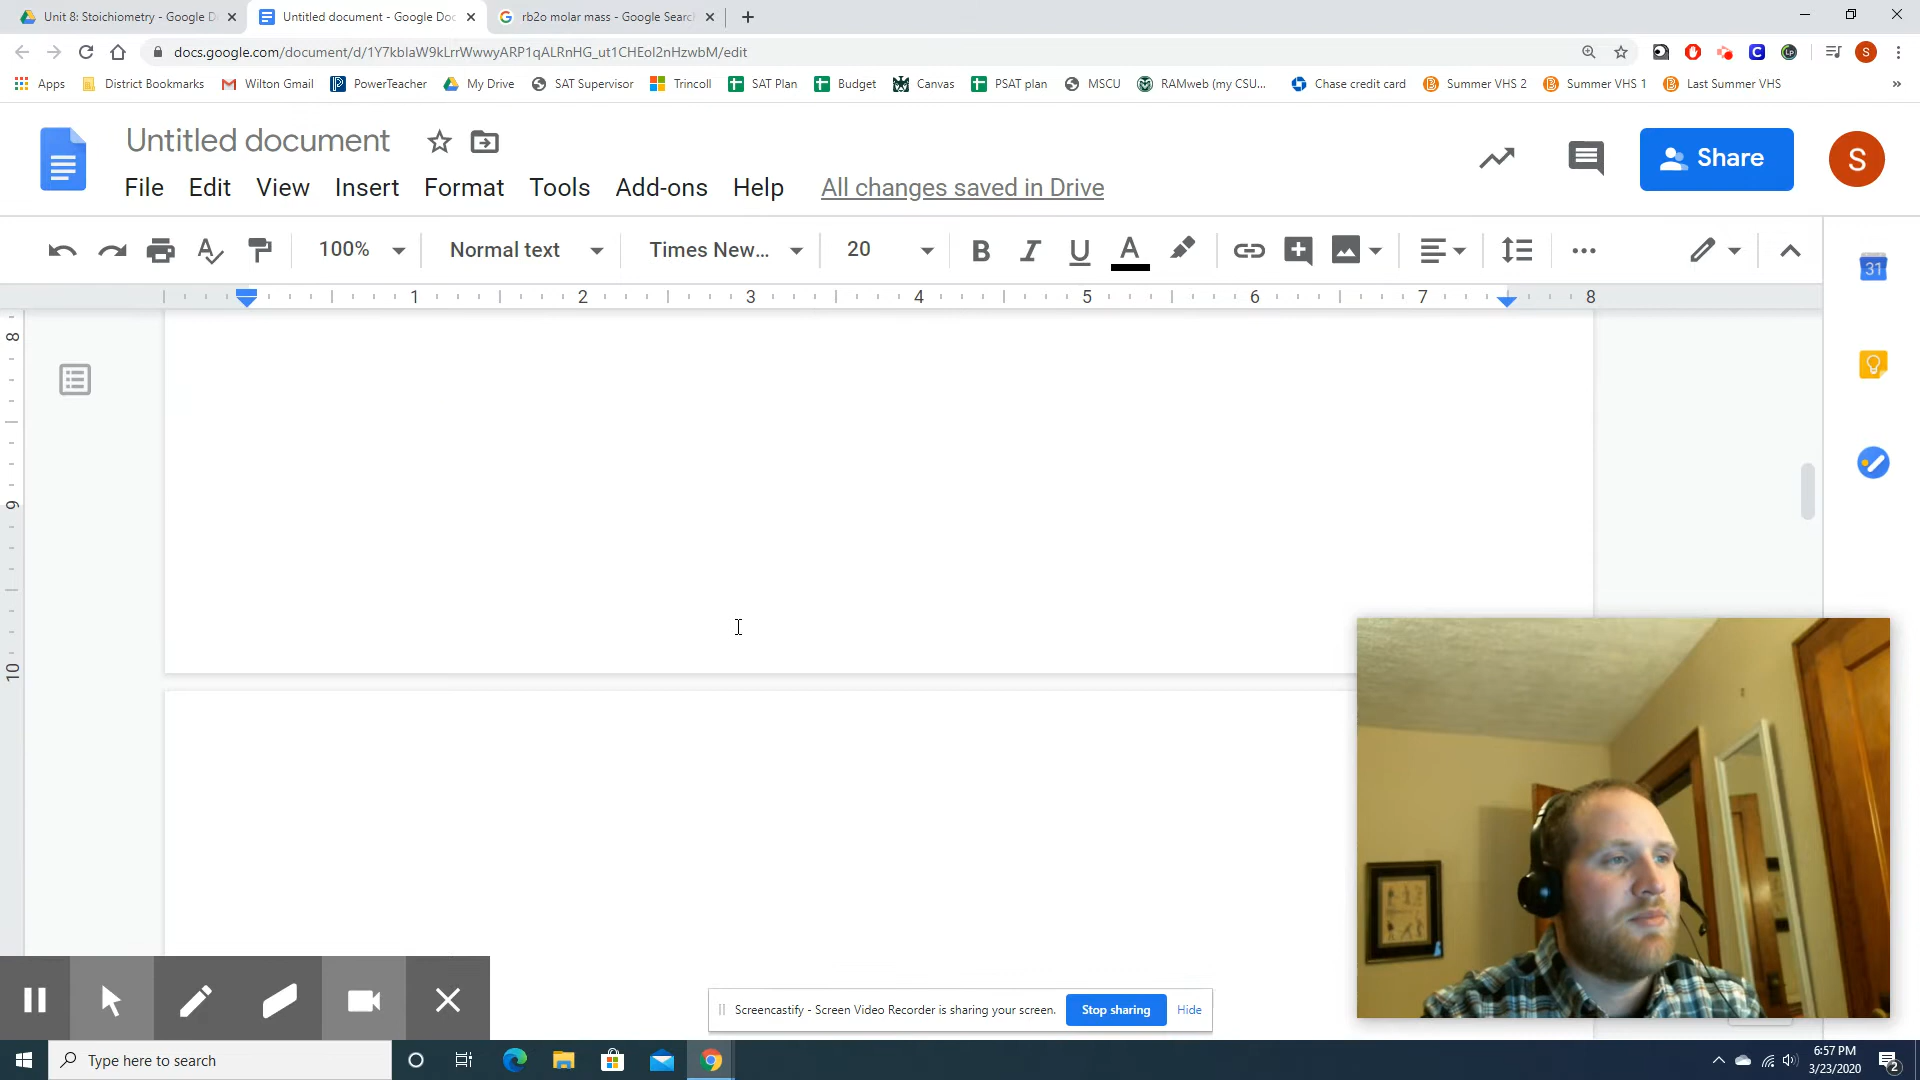 Unit 8: Stoichiometry - Google D
Untitled document - Google Doc
rb2o molar mass - Google Search
docs.google.com/document/d/1Y7kblaW9kLrrWwwyARP1qALRnHG_ut1CHEol2nHzwbM/edit
Apps
District Bookmarks
Wilton Gmail
PowerTeacher
My Drive
SAT Supervisor
Trincoll
SAT Plan
Budget
Canvas
PSAT plan
MSCU
RAMweb (my CSU...
Chase credit card
Summer VHS 2
Summer VHS 1
Last Summer VHS
»
Untitled document
Share
S
File Edit View Insert Format Tools Add-ons Help All changes saved in Drive
100% Normal text Times New... 20 B I U A
31
1 2 3 4 5 6 7 8
8
9
10
Screencastify - Screen Video Recorder is sharing your screen. Stop sharing Hide
Type here to search
6:57 PM
3/23/2020
2